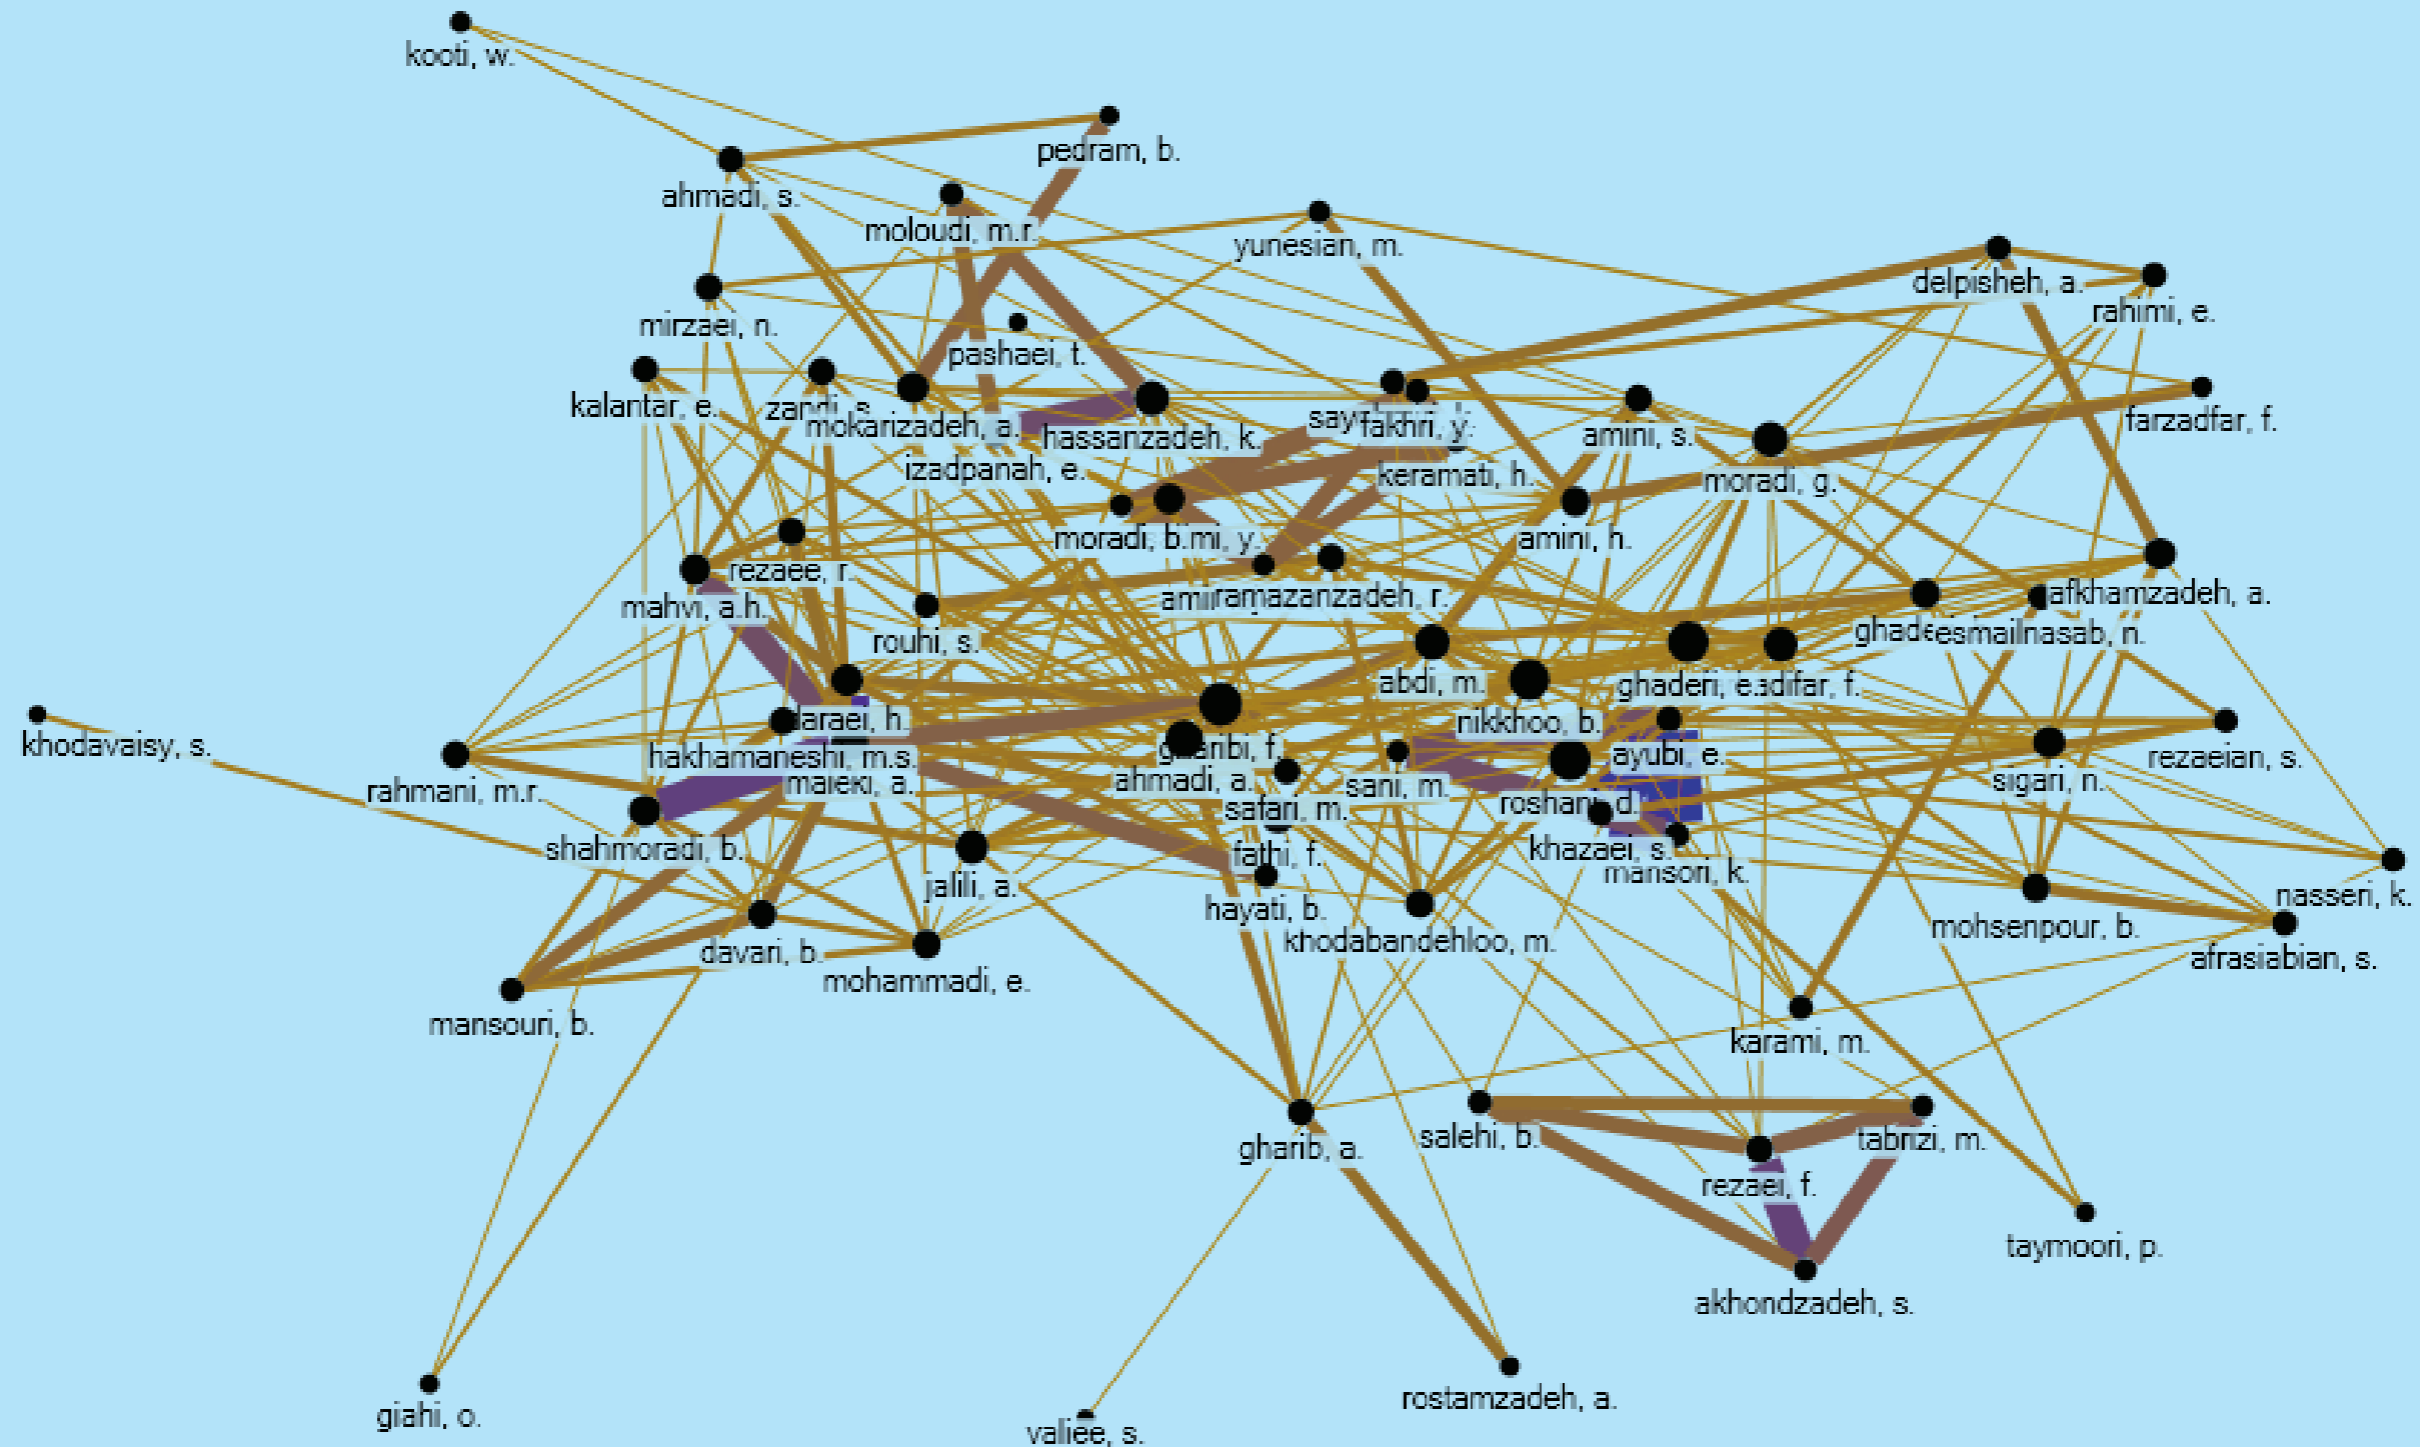 kooti, w.
pedram, b.
ahmadi, s.
moloudi, m.r.
yunesian, m.
delpisheh, a.
rahimi, e.
mirzaei, n.
pashaei, t.
kalantar, e.
zandi, s.
mokarizadeh, a.
hassanzadeh, k.
fakhri, y.
amini, s.
farzadfar, f.
izadpanah, e.
keramati, h.
moradi, g.
moradi, b.
amini, h.
rezaee, r.
mahvi, a.h.
ramazanzadeh, r.
afkhamzadeh, a.
rouhi, s.
esmailnasab, n.
abdi, m.
ghaderi, e.
daraei, h.
nikkhoo, b.
khodavaisy, s.
hakhamaneshi, m.s.
gharibi, f.
ayubi, e.
rezaeian, s.
rahmani, m.r.
maleki, a.
ahmadi, a.
sani, m.
sigari, n.
safari, m.
roshani, d.
shahmoradi, b.
fathi, f.
khazaei, s.
mansori, k.
jalili, a.
nasseri, k.
hayati, b.
khodabandehloo, m.
mohsenpour, b.
davari, b.
afrasiabian, s.
mohammadi, e.
mansouri, b.
karami, m.
gharib, a.
salehi, b.
tabrizi, m.
rezaei, f.
taymoori, p.
akhondzadeh, s.
rostamzadeh, a.
giahi, o.
valiee, s.